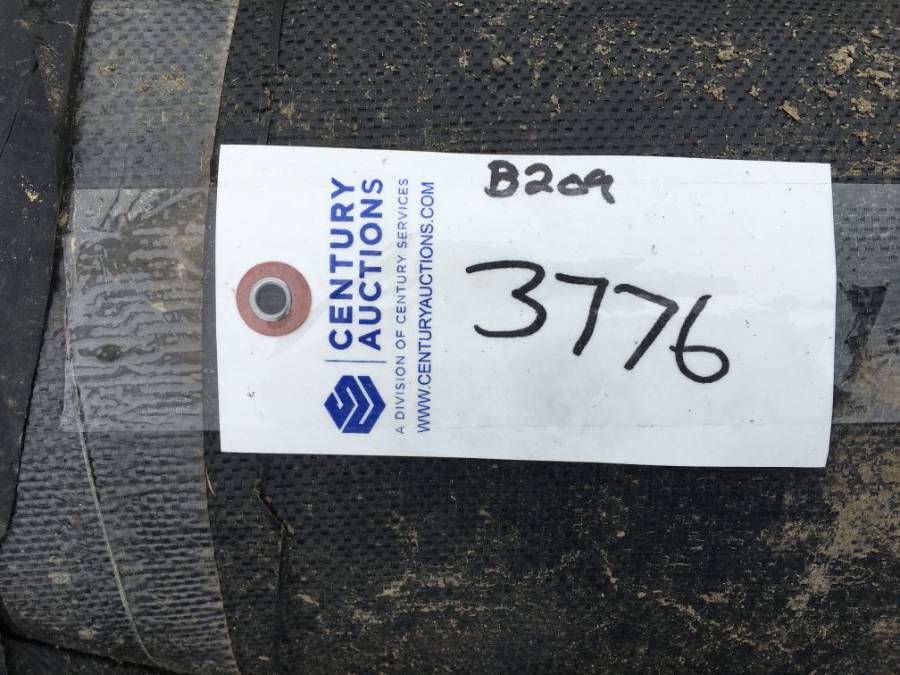 CENTURY
AUCTIONS
A DIVISION OF CENTURY SERVICES
WWW.CENTURYAUCTIONS.COM
B209
3776